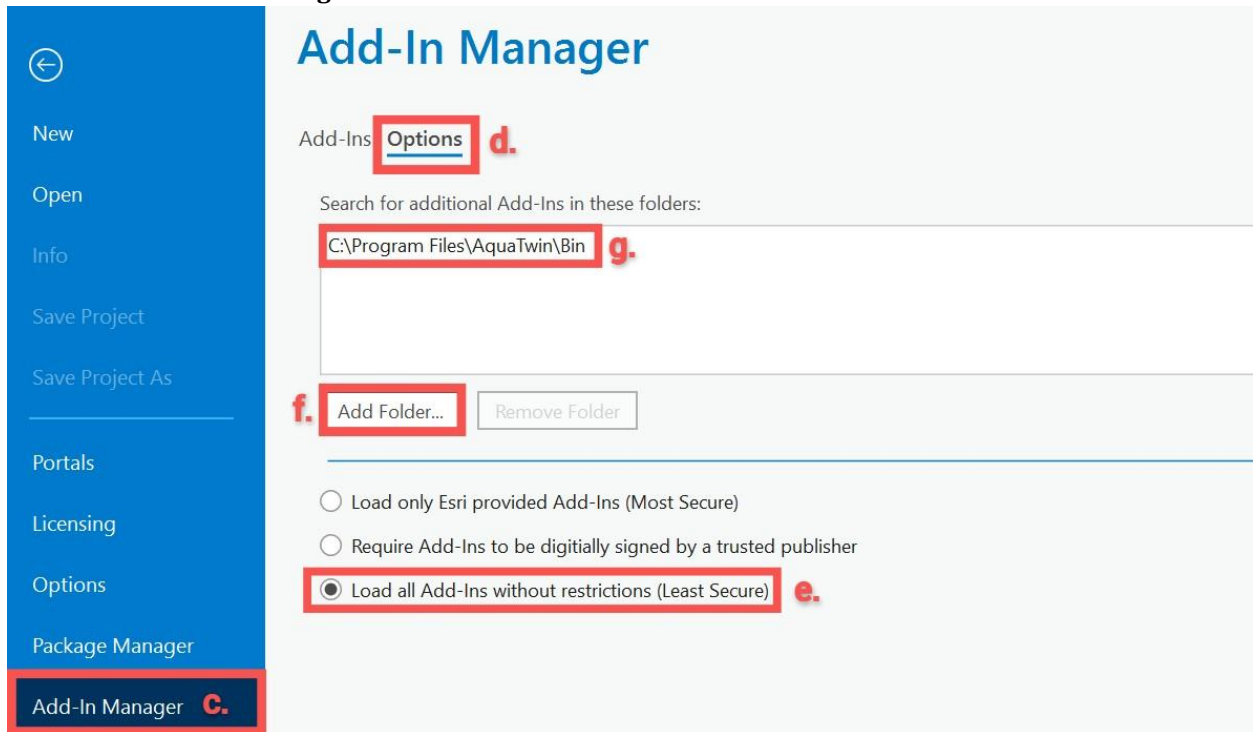 Add-In Manager
New
Open
Info
Save Project
Save Project As
Portals
Licensing
Options
Package Manager
Add-In Manager c.
Add-Ins Options d.
Search for additional Add-Ins in these folders:
C:\Program Files\AquaTwin\Bin g.
f. Add Folder... Remove Folder
Load only Esri provided Add-Ins (Most Secure)
Require Add-Ins to be digitially signed by a trusted publisher
Load all Add-Ins without restrictions (Least Secure) e.